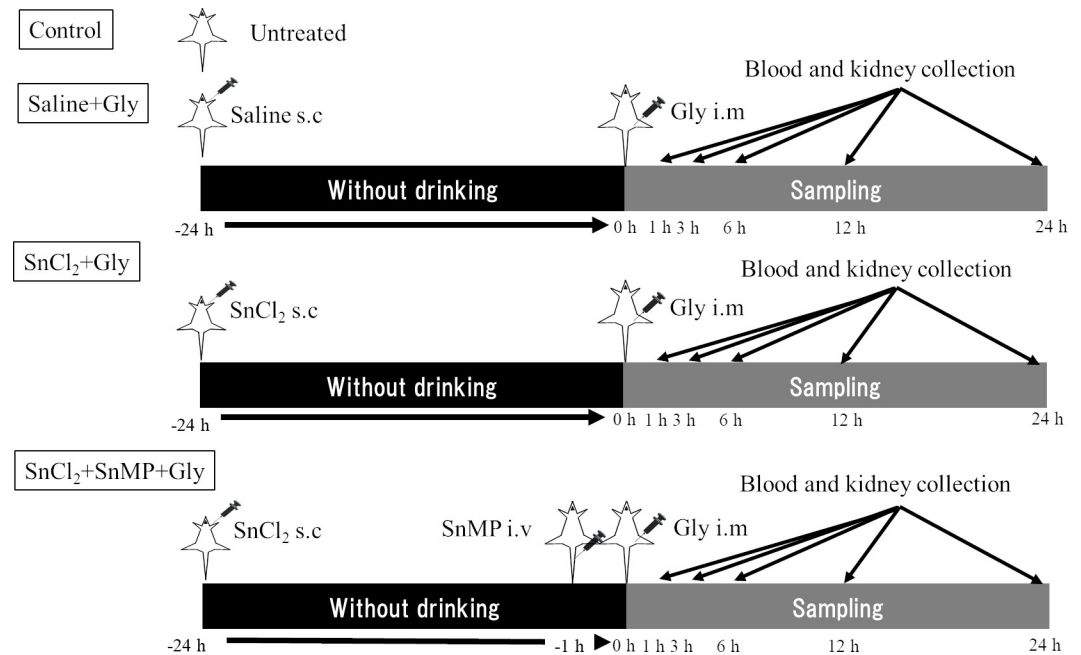 Control
Untreated
Blood and kidney collection
Saline+Gly
Saline s.c
Gly i.m
Without drinking
Sampling
-24 h
0 h
1 h
3 h
6 h
12 h
24 h
SnCl₂+Gly
Blood and kidney collection
SnCl₂ s.c
Gly i.m
Without drinking
Sampling
-24 h
0 h
1 h
3 h
6 h
12 h
24 h
SnCl₂+SnMP+Gly
Blood and kidney collection
SnCl₂ s.c
SnMP i.v
Gly i.m
Without drinking
Sampling
-24 h
-1 h
0 h
1 h
3 h
6 h
12 h
24 h